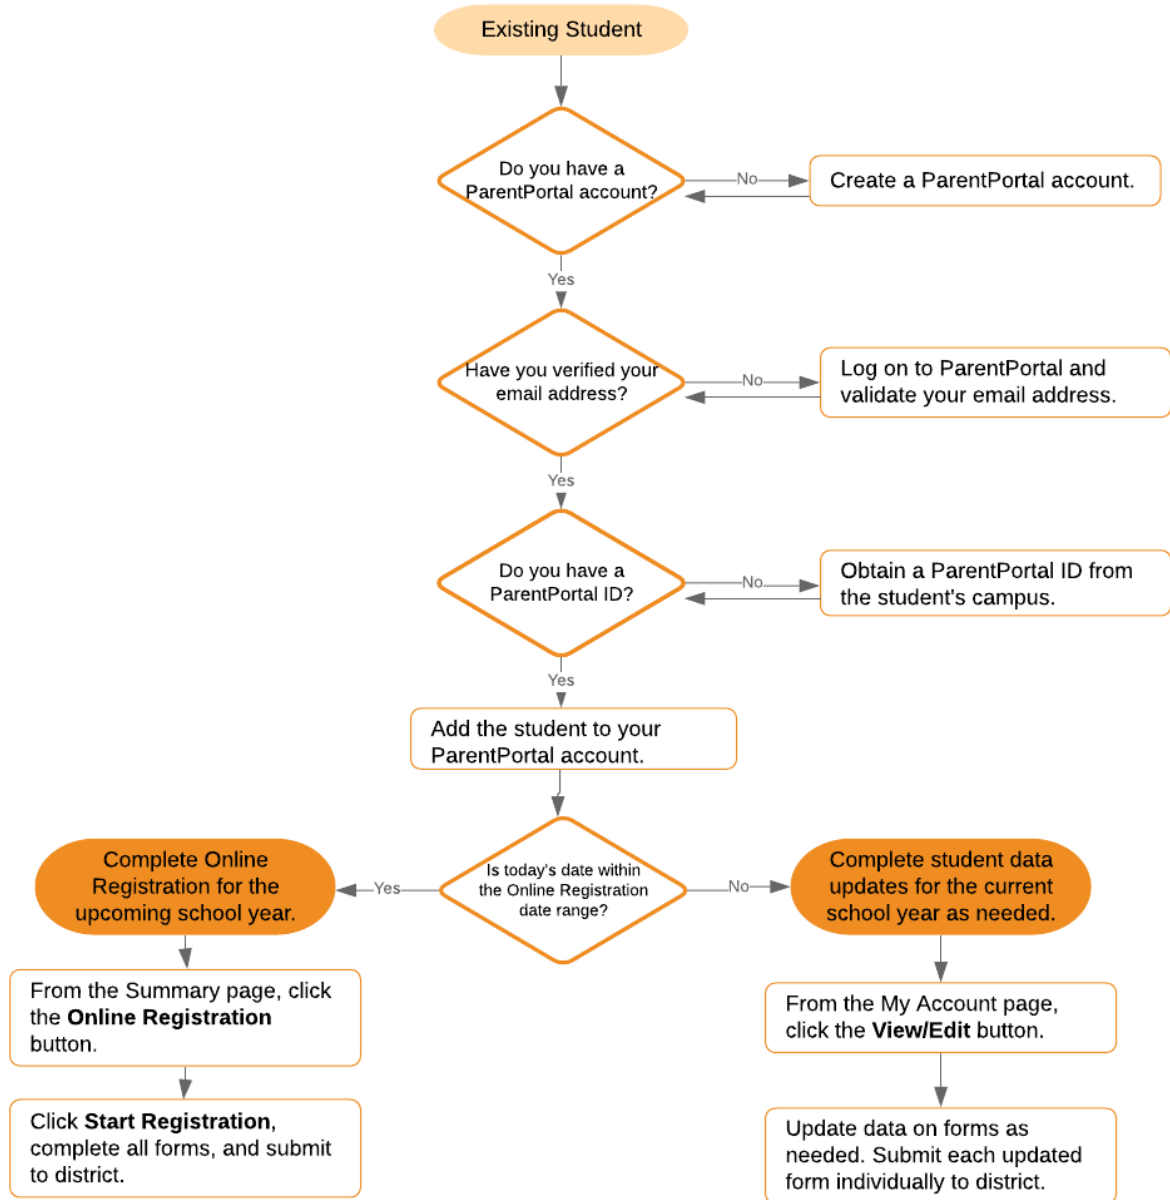 Existing Student
Do you have a
ParentPortal account?
No
Create a ParentPortal account.
Yes
Have you verified your
email address?
No
Log on to ParentPortal and
validate your email address.
Yes
Do you have a
ParentPortal ID?
No
Obtain a ParentPortal ID from
the student's campus.
Yes
Add the student to your
ParentPortal account.
Is today's date within
the Online Registration
date range?
Yes
Complete Online
Registration for the
upcoming school year.
From the Summary page, click
the Online Registration
button.
Click Start Registration,
complete all forms, and submit
to district.
No
Complete student data
updates for the current
school year as needed.
From the My Account page,
click the View/Edit button.
Update data on forms as
needed. Submit each updated
form individually to district.